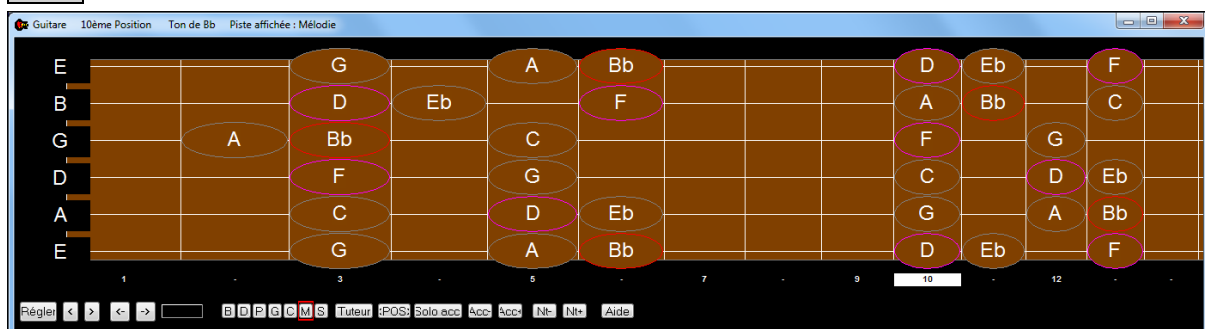 Guitare 10ème Position Ton de Bb Piste affichée : Mélodie
E G A Bb D Eb F
B D Eb F A Bb C
G A Bb C F G
D F G C D Eb
A C D Eb G A Bb
E G A Bb D Eb F
1 - 3 - 5 - 7 - 9 10 - 12 - -
Régler < > <- -> B D P G C M S Tuteur :POS: Solo acc Acc- Acc+ Nt- Nt+ Aide